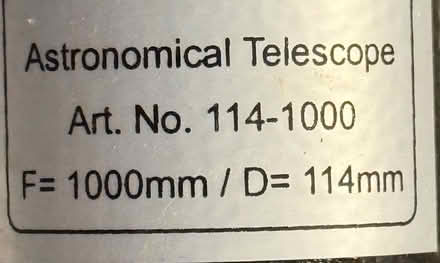 Astronomical Telescope
Art. No. 114-1000
F= 1000mm / D= 114mm